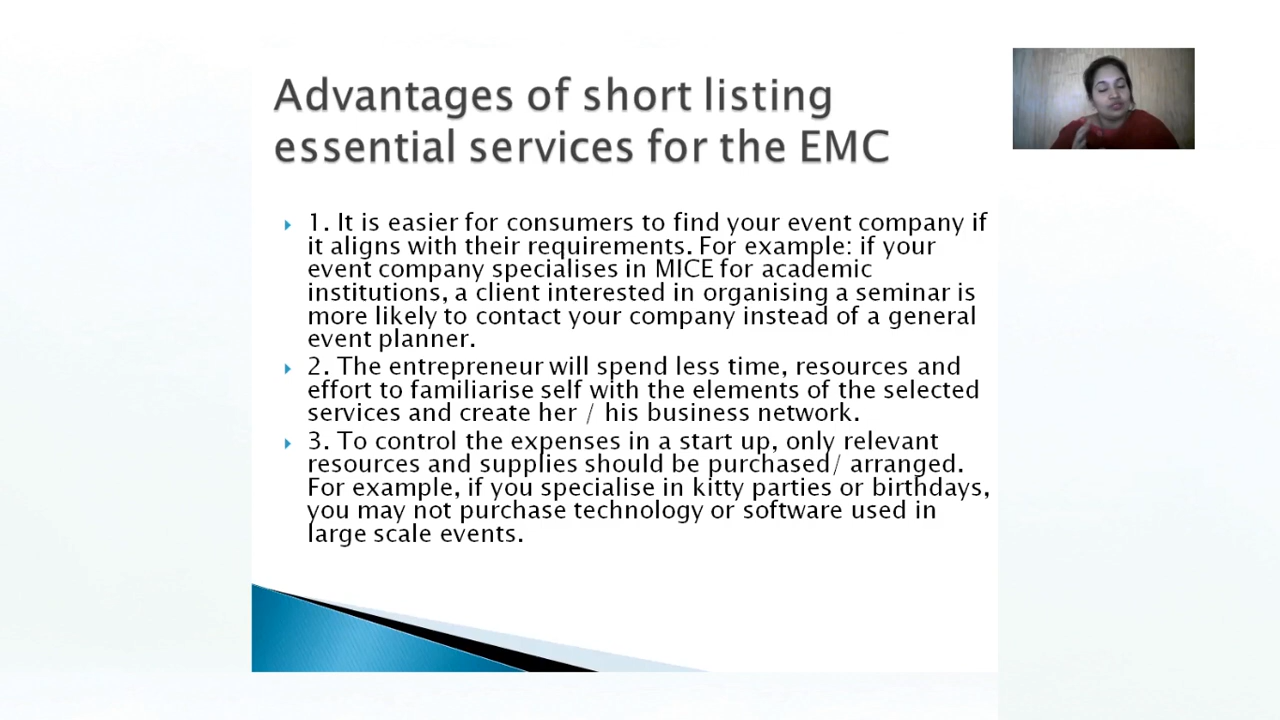 Advantages of short listing
essential services for the EMC
1. It is easier for consumers to find your event company if
it aligns with their requirements. For example: if your
event company specialises in MICE for academic
institutions, a client interested in organising a seminar is
more likely to contact your company instead of a general
event planner.
2. The entrepreneur will spend less time, resources and
effort to familiarise self with the elements of the selected
services and create her / his business network.
3. To control the expenses in a start up, only relevant
resources and supplies should be purchased/ arranged.
For example, if you specialise in kitty parties or birthdays,
you may not purchase technology or software used in
large scale events.